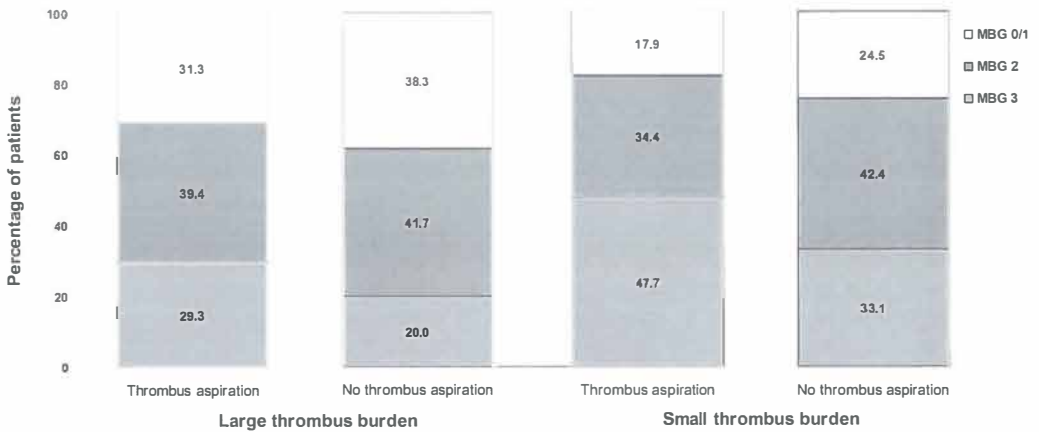 100
80
60
40
20
0
Percentage of patients
31.3
39.4
29.3
38.3
41.7
20.0
17.9
34.4
47.7
24.5
42.4
33.1
MBG 0/1
MBG 2
MBG 3
Thrombus aspiration
No thrombus aspiration
Thrombus aspiration
No thrombus aspiration
Large thrombus burden
Small thrombus burden